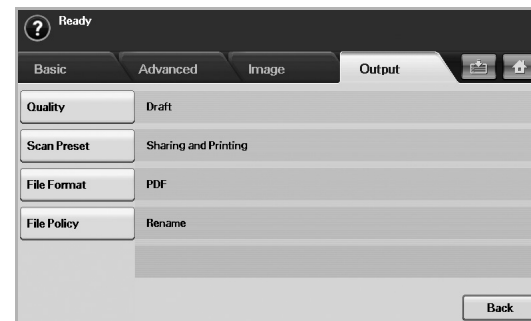 ? Ready
Basic Advanced Image Output
Quality Draft
Scan Preset Sharing and Printing
File Format PDF
File Policy Rename
Back